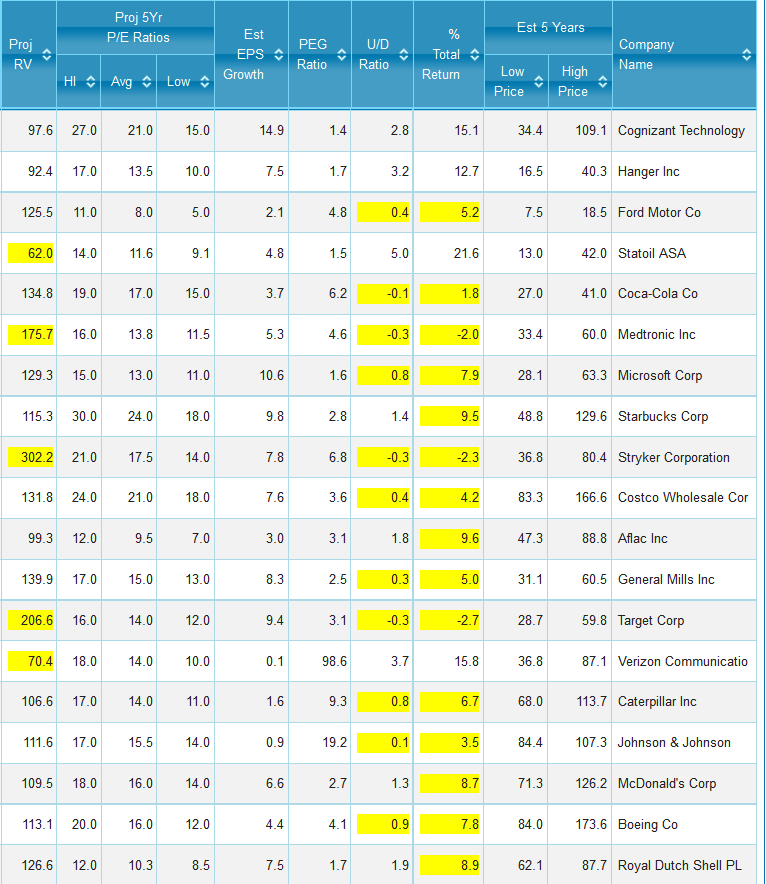 Proj RV Proj 5Yr P/E Ratios HI Avg Low Est EPS Growth PEG Ratio U/D Ratio % Total Return Est 5 Years Low Price High Price Company Name
97.6 27.0 21.0 15.0 14.9 1.4 2.8 15.1 34.4 109.1 Cognizant Technology
92.4 17.0 13.5 10.0 7.5 1.7 3.2 12.7 16.5 40.3 Hanger Inc
125.5 11.0 8.0 5.0 2.1 4.8 0.4 5.2 7.5 18.5 Ford Motor Co
62.0 14.0 11.6 9.1 4.8 1.5 5.0 21.6 13.0 42.0 Statoil ASA
134.8 19.0 17.0 15.0 3.7 6.2 -0.1 1.8 27.0 41.0 Coca-Cola Co
175.7 16.0 13.8 11.5 5.3 4.6 -0.3 -2.0 33.4 60.0 Medtronic Inc
129.3 15.0 13.0 11.0 10.6 1.6 0.8 7.9 28.1 63.3 Microsoft Corp
115.3 30.0 24.0 18.0 9.8 2.8 1.4 9.5 48.8 129.6 Starbucks Corp
302.2 21.0 17.5 14.0 7.8 6.8 -0.3 -2.3 36.8 80.4 Stryker Corporation
131.8 24.0 21.0 18.0 7.6 3.6 0.4 4.2 83.3 166.6 Costco Wholesale Cor
99.3 12.0 9.5 7.0 3.0 3.1 1.8 9.6 47.3 88.8 Aflac Inc
139.9 17.0 15.0 13.0 8.3 2.5 0.3 5.0 31.1 60.5 General Mills Inc
206.6 16.0 14.0 12.0 9.4 3.1 -0.3 -2.7 28.7 59.8 Target Corp
70.4 18.0 14.0 10.0 0.1 98.6 3.7 15.8 36.8 87.1 Verizon Communicatio
106.6 17.0 14.0 11.0 1.6 9.3 0.8 6.7 68.0 113.7 Caterpillar Inc
111.6 17.0 15.5 14.0 0.9 19.2 0.1 3.5 84.4 107.3 Johnson & Johnson
109.5 18.0 16.0 14.0 6.6 2.7 1.3 8.7 71.3 126.2 McDonald's Corp
113.1 20.0 16.0 12.0 4.4 4.1 0.9 7.8 84.0 173.6 Boeing Co
126.6 12.0 10.3 8.5 7.5 1.7 1.9 8.9 62.1 87.7 Royal Dutch Shell PL